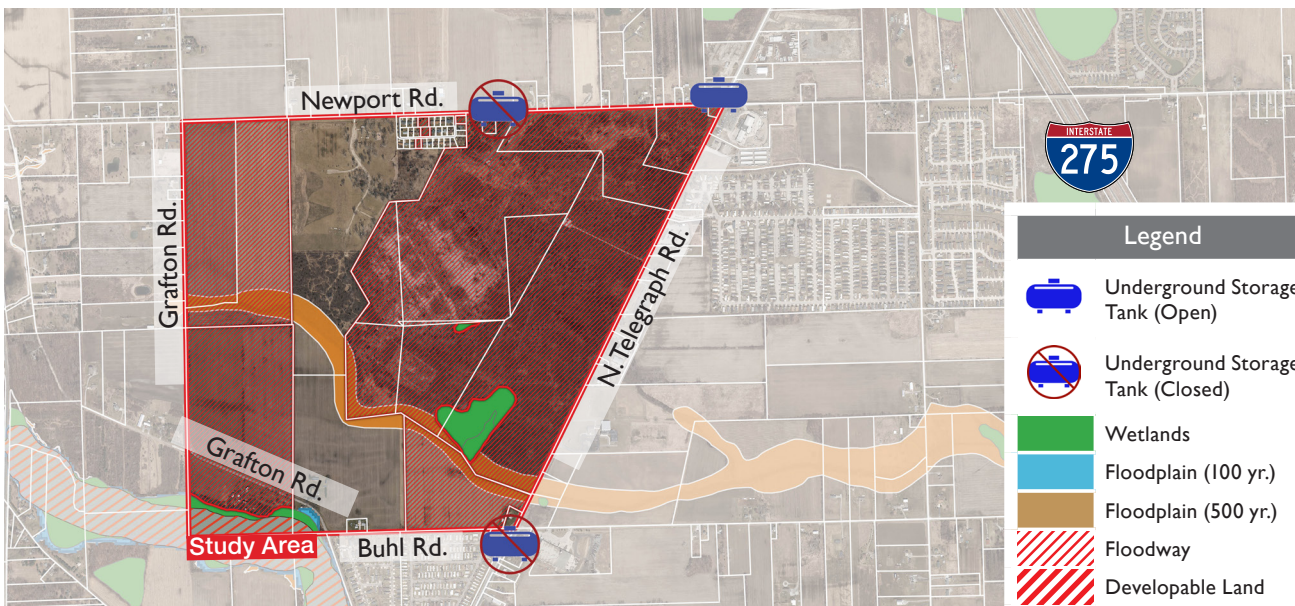 Newport Rd.
Grafton Rd.
N. Telegraph Rd.
Grafton Rd.
Study Area
Buhl Rd.
INTERSTATE
275
Legend
Underground Storage
Tank (Open)
Underground Storage
Tank (Closed)
Wetlands
Floodplain (100 yr.)
Floodplain (500 yr.)
Floodway
Developable Land